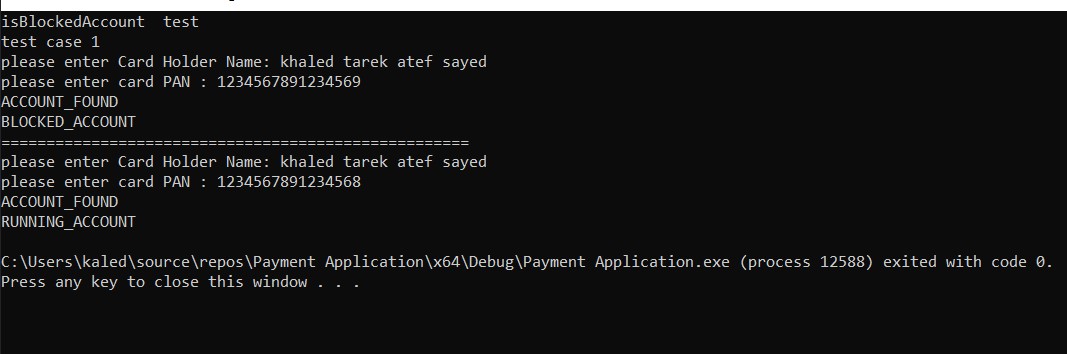 isBlockedAccount  test
test case 1
please enter Card Holder Name: khaled tarek atef sayed
please enter card PAN : 1234567891234569
ACCOUNT_FOUND
BLOCKED_ACCOUNT
====================================================
please enter Card Holder Name: khaled tarek atef sayed
please enter card PAN : 1234567891234568
ACCOUNT_FOUND
RUNNING_ACCOUNT
C:\Users\kaled\source\repos\Payment Application\x64\Debug\Payment Application.exe (process 12588) exited with code 0.
Press any key to close this window . . .